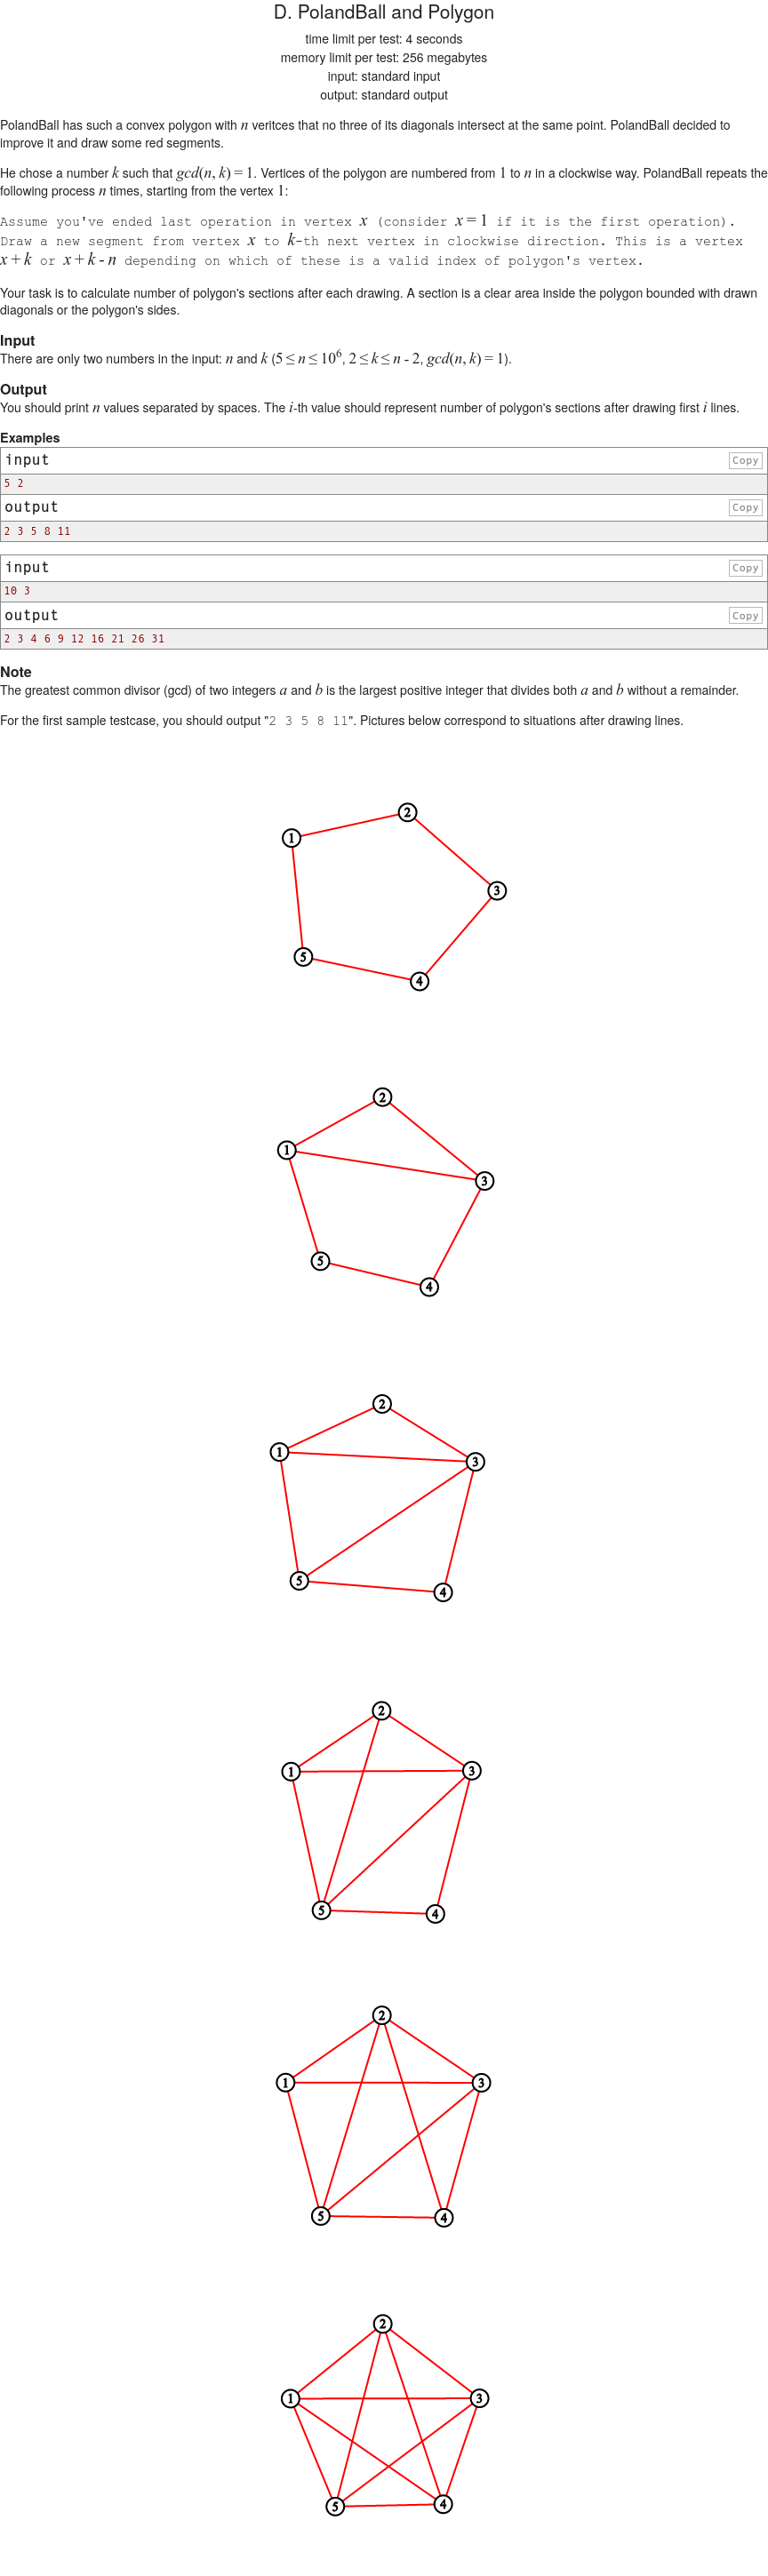 D. PolandBall and Polygon
time limit per test: 4 seconds
memory limit per test: 256 megabytes
input: standard input
output: standard output
PolandBall has such a convex polygon with n veritces that no three of its diagonals intersect at the same point. PolandBall decided to
improve it and draw some red segments.
He chose a number k such that gcd(n, k) = 1. Vertices of the polygon are numbered from 1 to n in a clockwise way. PolandBall repeats the
following process n times, starting from the vertex 1:
Assume you've ended last operation in vertex x (consider x = 1 if it is the first operation).
Draw a new segment from vertex x to k-th next vertex in clockwise direction. This is a vertex
x + k or x + k - n depending on which of these is a valid index of polygon's vertex.
Your task is to calculate number of polygon's sections after each drawing. A section is a clear area inside the polygon bounded with drawn
diagonals or the polygon's sides.
Input
There are only two numbers in the input: n and k (5 ≤ n ≤ 10^6, 2 ≤ k ≤ n - 2, gcd(n, k) = 1).
Output
You should print n values separated by spaces. The i-th value should represent number of polygon's sections after drawing first i lines.
Examples
input Copy
5 2
output Copy
2 3 5 8 11
input Copy
10 3
output Copy
2 3 4 6 9 12 16 21 26 31
Note
The greatest common divisor (gcd) of two integers a and b is the largest positive integer that divides both a and b without a remainder.
For the first sample testcase, you should output "2 3 5 8 11". Pictures below correspond to situations after drawing lines.
2
1
3
5
4
2
1
3
5
4
2
1
3
5
4
2
1
3
5
4
2
1
3
5
4
2
1
3
5
4